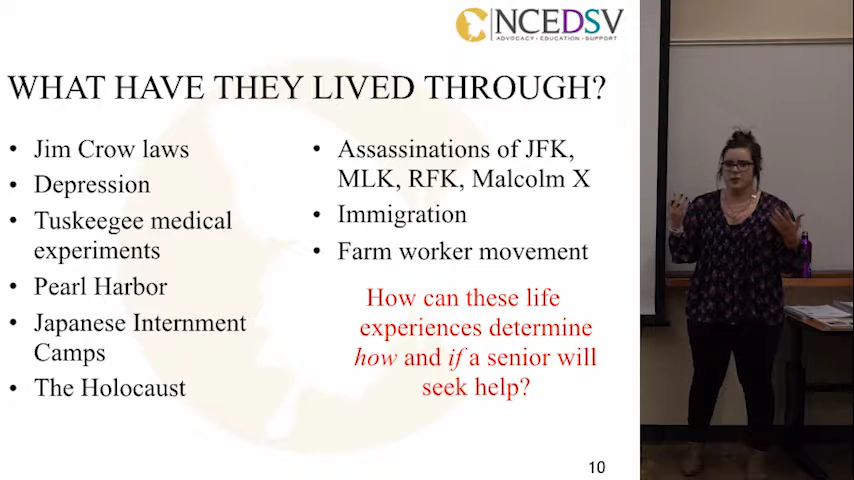 NCEDSV
ADVOCACY • EDUCATION • SUPPORT
WHAT HAVE THEY LIVED THROUGH?
• Jim Crow laws
• Depression
• Tuskeegee medical
experiments
• Pearl Harbor
• Japanese Internment
Camps
• The Holocaust
• Assassinations of JFK,
MLK, RFK, Malcolm X
• Immigration
• Farm worker movement
How can these life
experiences determine
how and if a senior will
seek help?
10